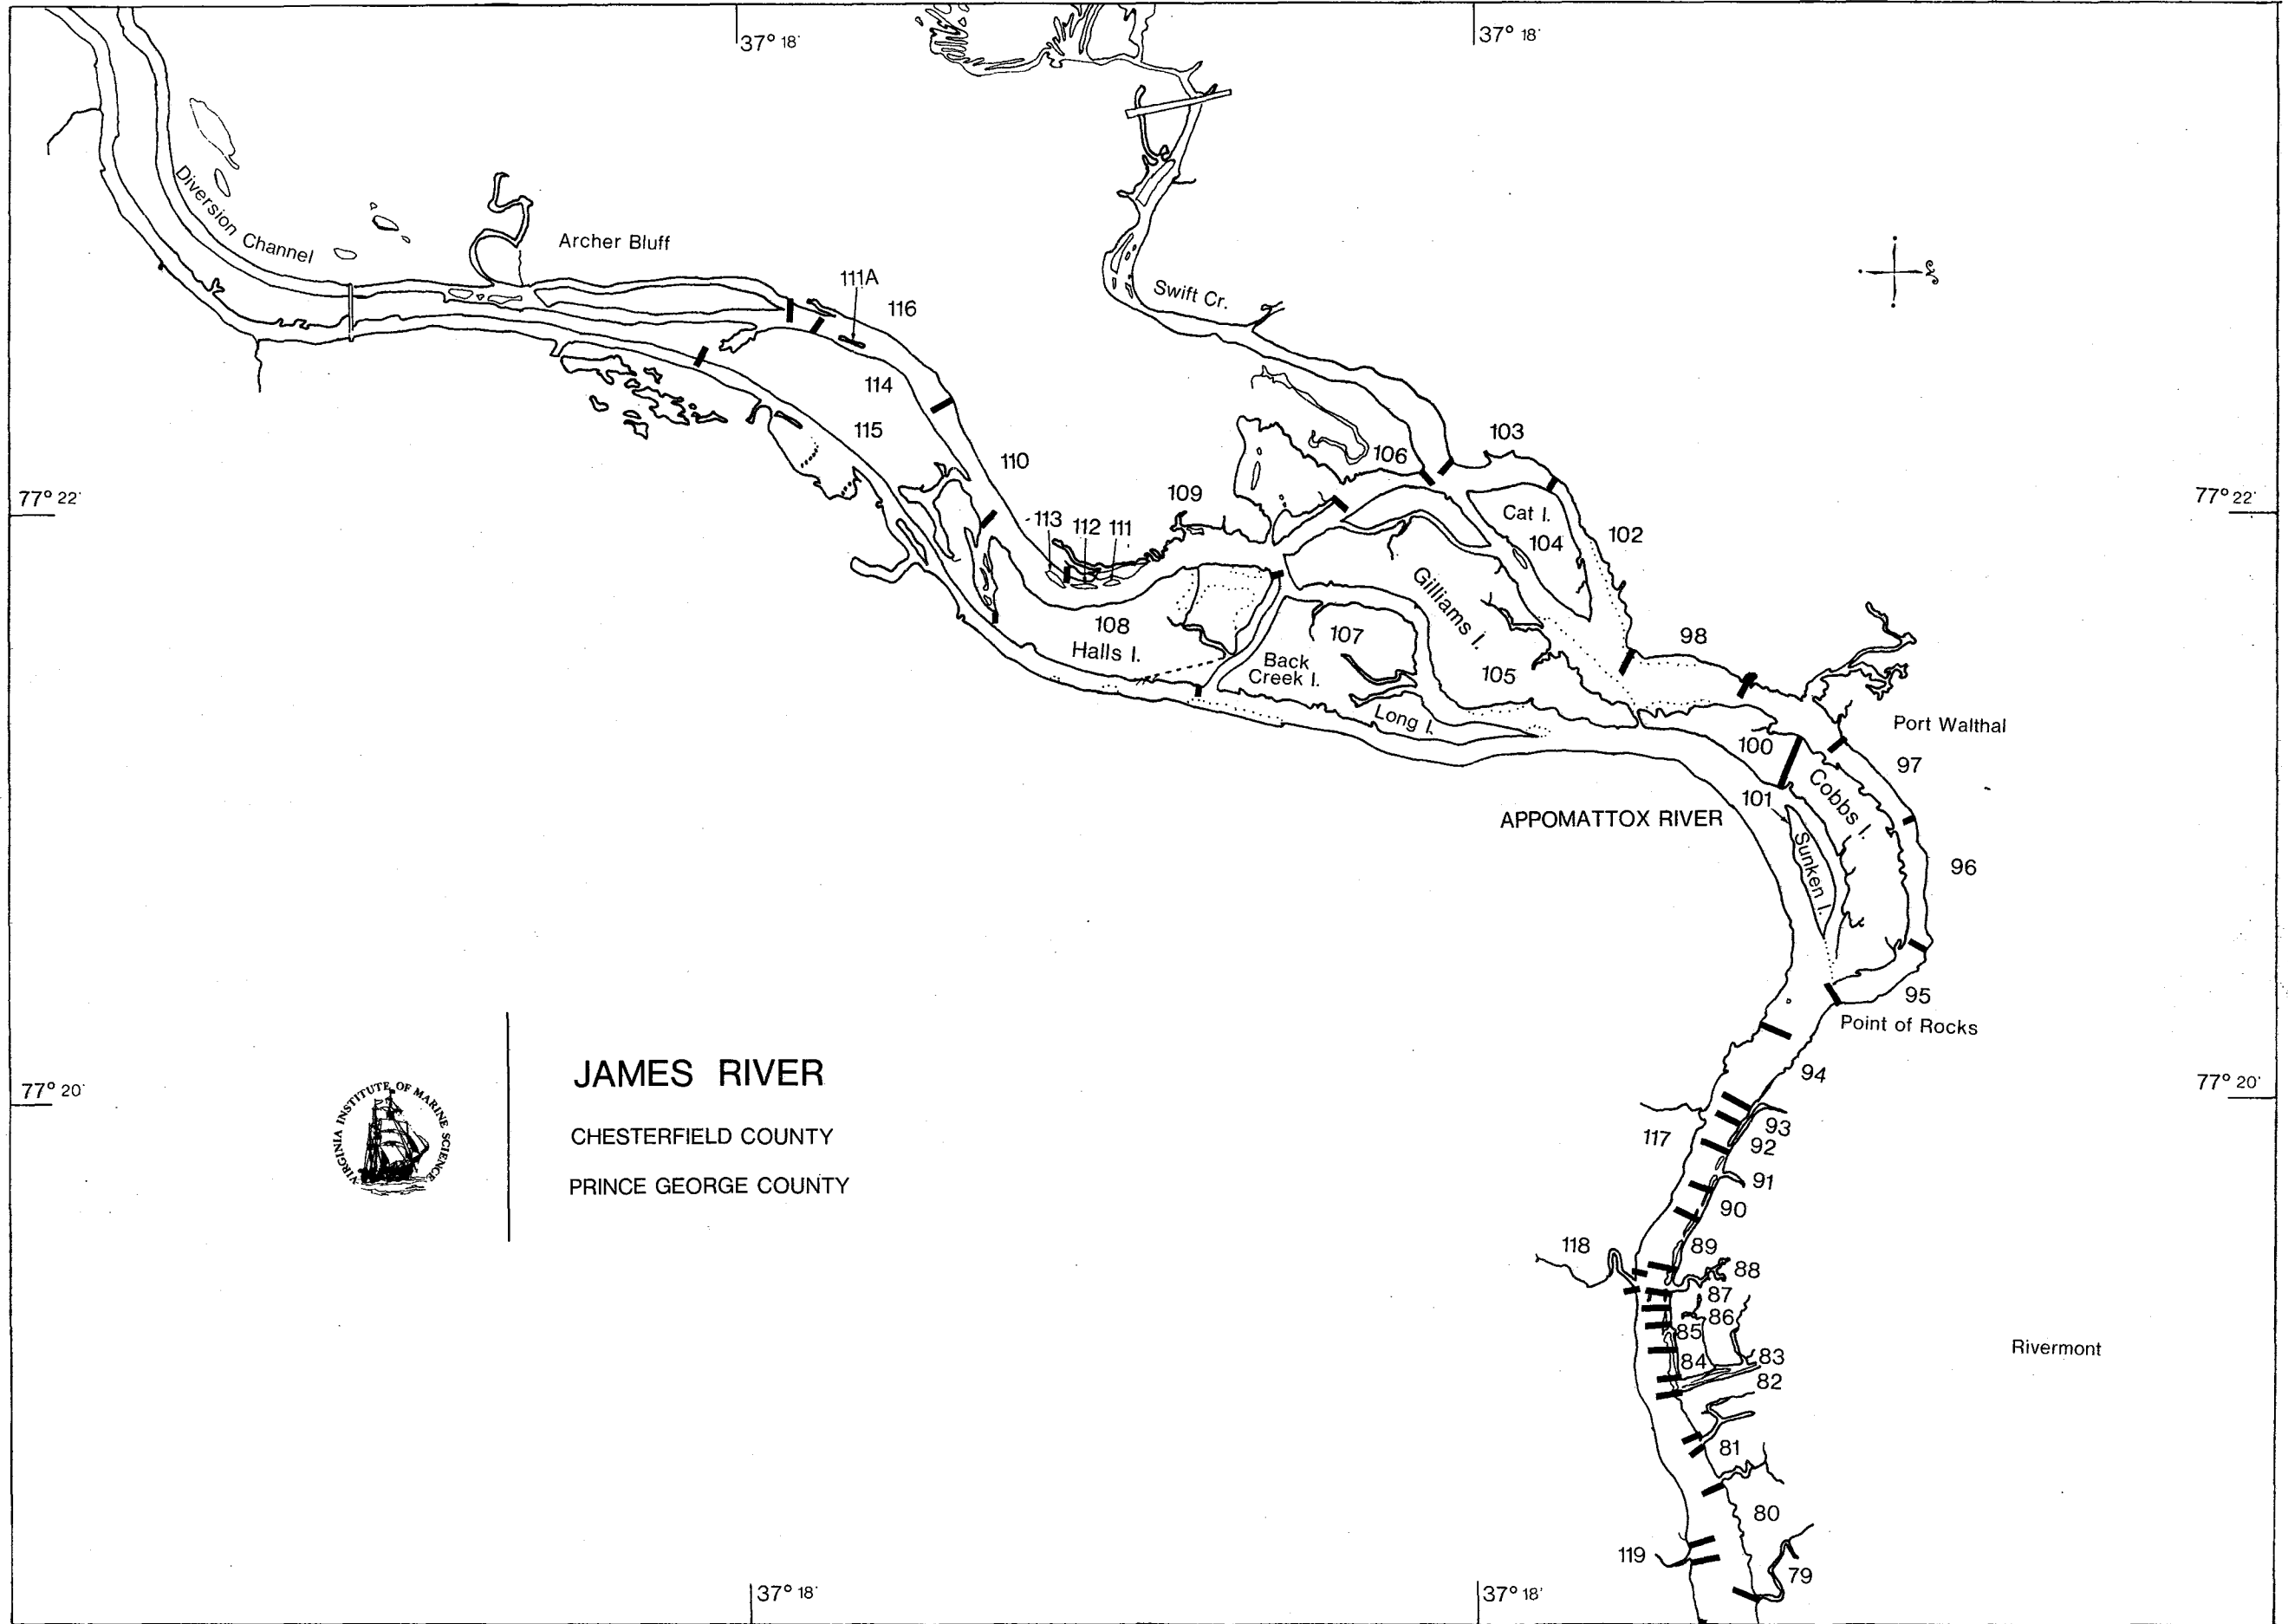 37° 18'
37° 18'
Diversion Channel
Archer Bluff
111A
116
Swift Cr.
N
114
115
110
103
106
109
77° 22'
77° 22'
Cat I.
104
102
113
112
111
Gilliams I.
108
Halls I.
107
Back
Creek I.
105
98
Long I.
Port Walthal
100
97
101
Cobbs I.
APPOMATTOX RIVER
Sunken I.
96
95
Point of Rocks
JAMES RIVER
CHESTERFIELD COUNTY
PRINCE GEORGE COUNTY
VIRGINIA INSTITUTE OF MARINE SCIENCE
77° 20'
77° 20'
94
93
117
92
91
90
118
89
88
87
86
85
84
83
82
Rivermont
81
80
119
79
37° 18'
37° 18'